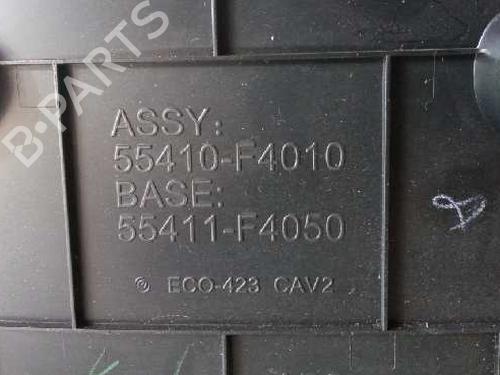 B-PARTS
ASSY:
55410-F4010
BASE:
55411-F4050
ECO-423 CAV2